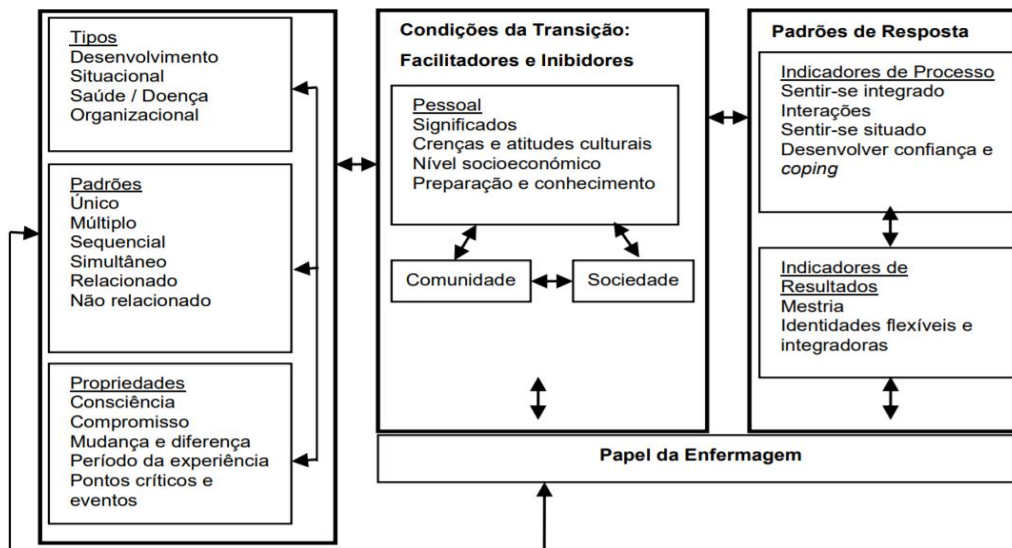 Tipos
Desenvolvimento
Situacional
Saúde / Doença
Organizacional
Padrões
Único
Múltiplo
Sequencial
Simultâneo
Relacionado
Não relacionado
Propriedades
Consciência
Compromisso
Mudança e diferença
Período da experiência
Pontos críticos e
eventos
Condições da Transição:
Facilitadores e Inibidores
Pessoal
Significados
Crenças e atitudes culturais
Nível socioeconómico
Preparação e conhecimento
Comunidade
Sociedade
Padrões de Resposta
Indicadores de Processo
Sentir-se integrado
Interações
Sentir-se situado
Desenvolver confiança e
coping
Indicadores de
Resultados
Mestria
Identidades flexíveis e
integradoras
Papel da Enfermagem